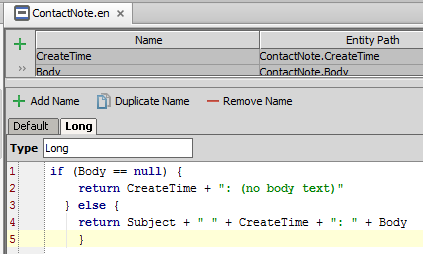 ContactNote.en ×
Name Entity Path
CreateTime ContactNote.CreateTime
Body ContactNote.Body
Add Name Duplicate Name Remove Name
Default Long
Type Long
1 if (Body == null) {
2 return CreateTime + ": (no body text)"
3 } else {
4 return Subject + " " + CreateTime + ": " + Body
5 }